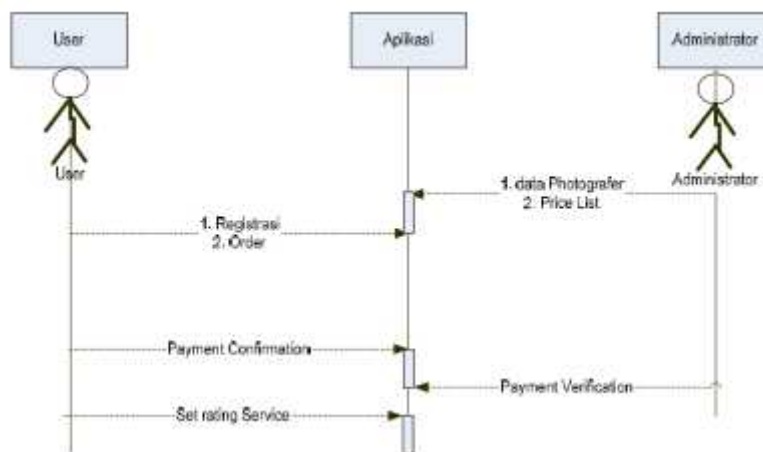 User
Aplikasi
Administrator
User
Administrator
1. data Photografer
2. Price List
1. Registrasi
2. Order
Payment Confirmation
Payment Verification
Set rating Service